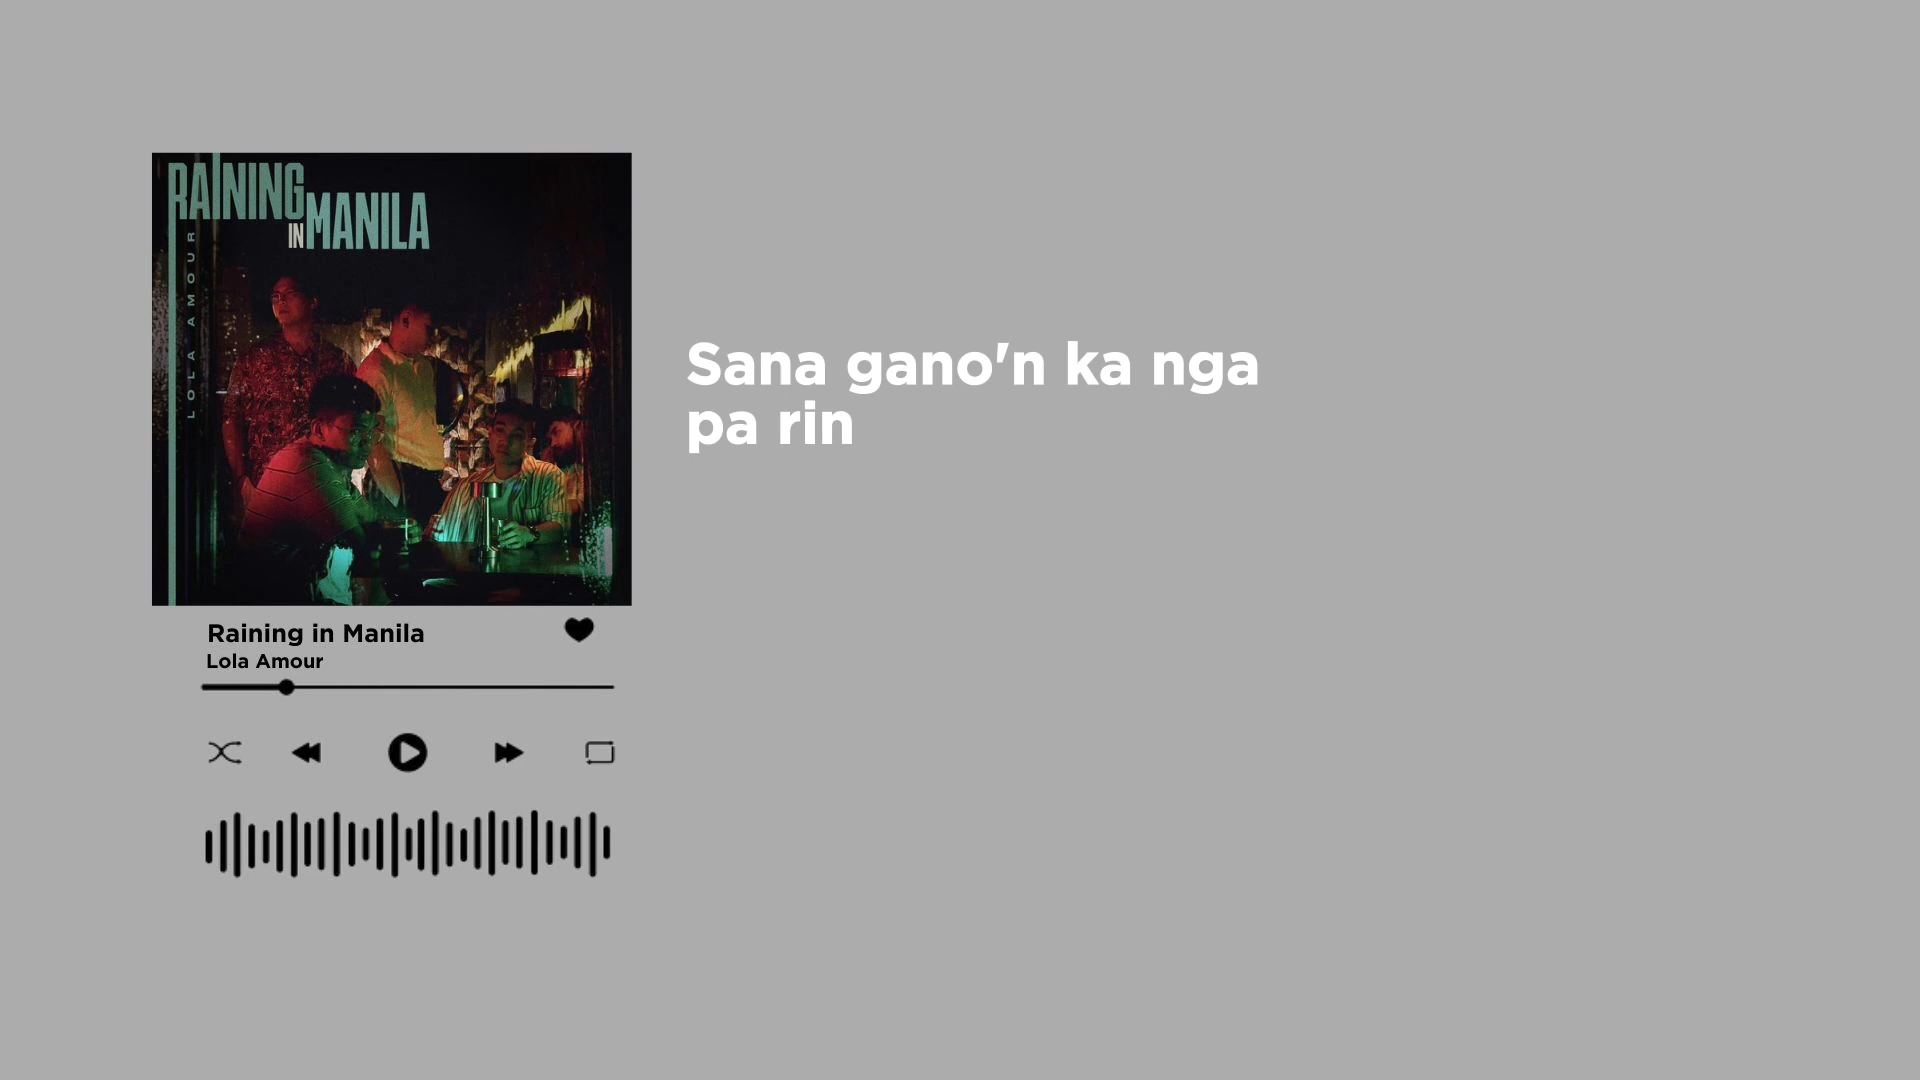 RAINING
IN MANILA
LOLA AMOUR
Sana gano'n ka nga
pa rin
Raining in Manila
Lola Amour